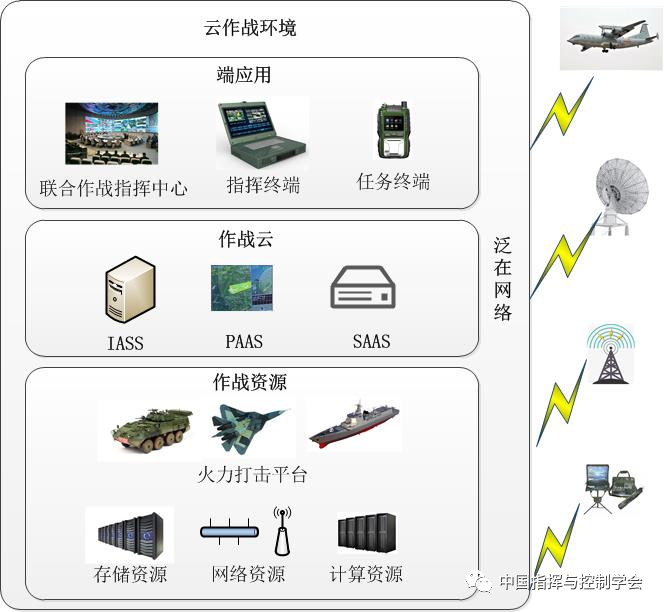 云作战环境
端应用
联合作战指挥中心
指挥终端
任务终端
作战云
IASS
PAAS
SAAS
泛在网络
作战资源
火力打击平台
存储资源
网络资源
计算资源
中国指挥与控制学会